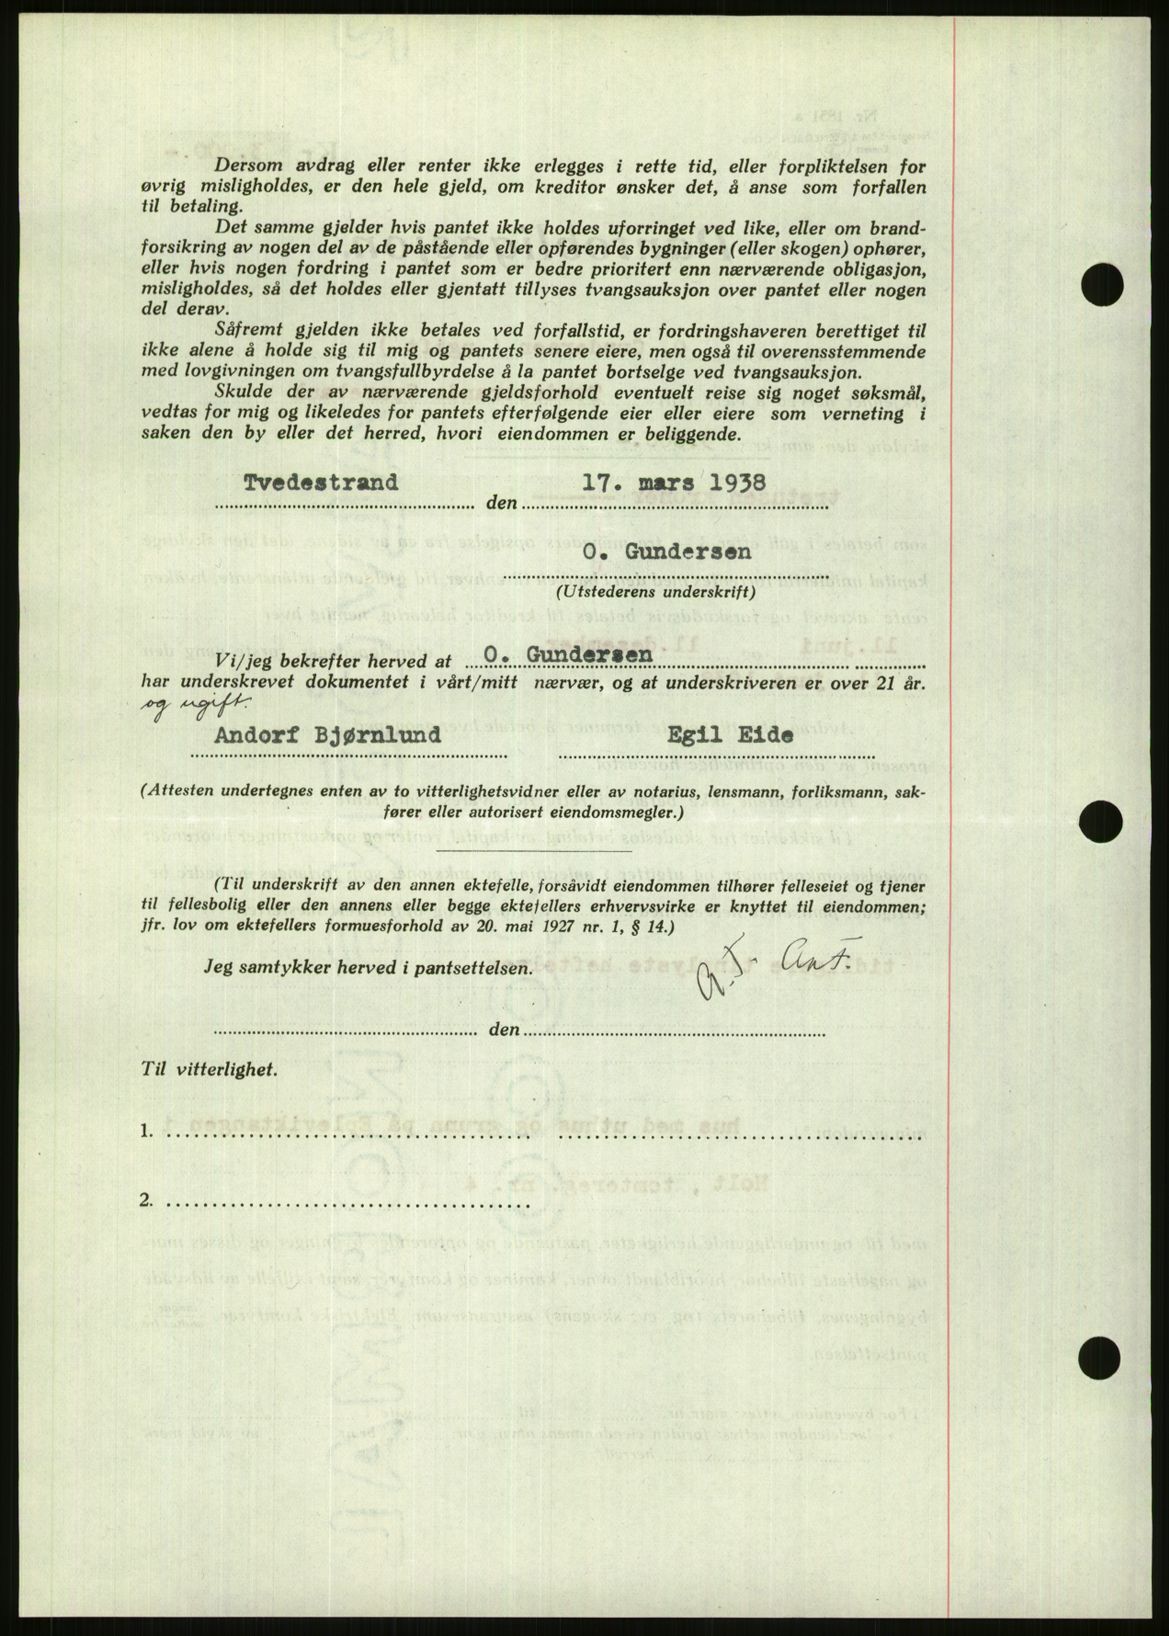 Dersom avdrag eller renter ikke erlegges i rette tid, eller forpliktelsen for
øvrig misligholdes, er den hele gjeld, om kreditor ønsker det, å anse som forfallen
til betaling.
Det samme gjelder hvis pantet ikke holdes uforringet ved like, eller om brand-
forsikring av nogen del av de påstående eller opførendes bygninger (eller skogen) ophører,
eller hvis nogen fordring i pantet som er bedre prioritert enn nærværende obligasjon,
misligholdes, så det holdes eller gjentatt tillyses tvangsauksjon over pantet eller nogen
del derav.
Såfremt gjelden ikke betales ved forfallstid, er fordringshaveren berettiget til
ikke alene å holde sig til mig og pantets senere eiere, men også til overensstemmende
med lovgivningen om tvangsfullbyrdelse å la pantet bortselge ved tvangsauksjon.
Skulde der av nærværende gjeldsforhold eventuelt reise sig noget søksmål,
vedtas for mig og likeledes for pantets efterfølgende eier eller eiere som verneting i
saken den by eller det herred, hvori eiendommen er beliggende.
Tvedestrand den 17. mars 1938
O. Gundersen
(Utstederens underskrift)
Vi/jeg bekrefter herved at O. Gundersen
har underskrevet dokumentet i vårt/mitt nærvær, og at underskriveren er over 21 år.
og ugift.
Andorf Bjørnlund Egil Eide
(Attesten undertegnes enten av to vitterlighetsvidner eller av notarius, lensmann, forliksmann, sak-
fører eller autorisert eiendomsmegler.)
(Til underskrift av den annen ektefelle, forsåvidt eiendommen tilhører felleseiet og tjener
til fellesbolig eller den annens eller begge ektefellers erhvervsvirke er knyttet til eiendommen;
jfr. lov om ektefellers formuesforhold av 20. mai 1927 nr. 1, § 14.)
Jeg samtykker herved i pantsettelsen.
den
Til vitterlighet.
1.
2.